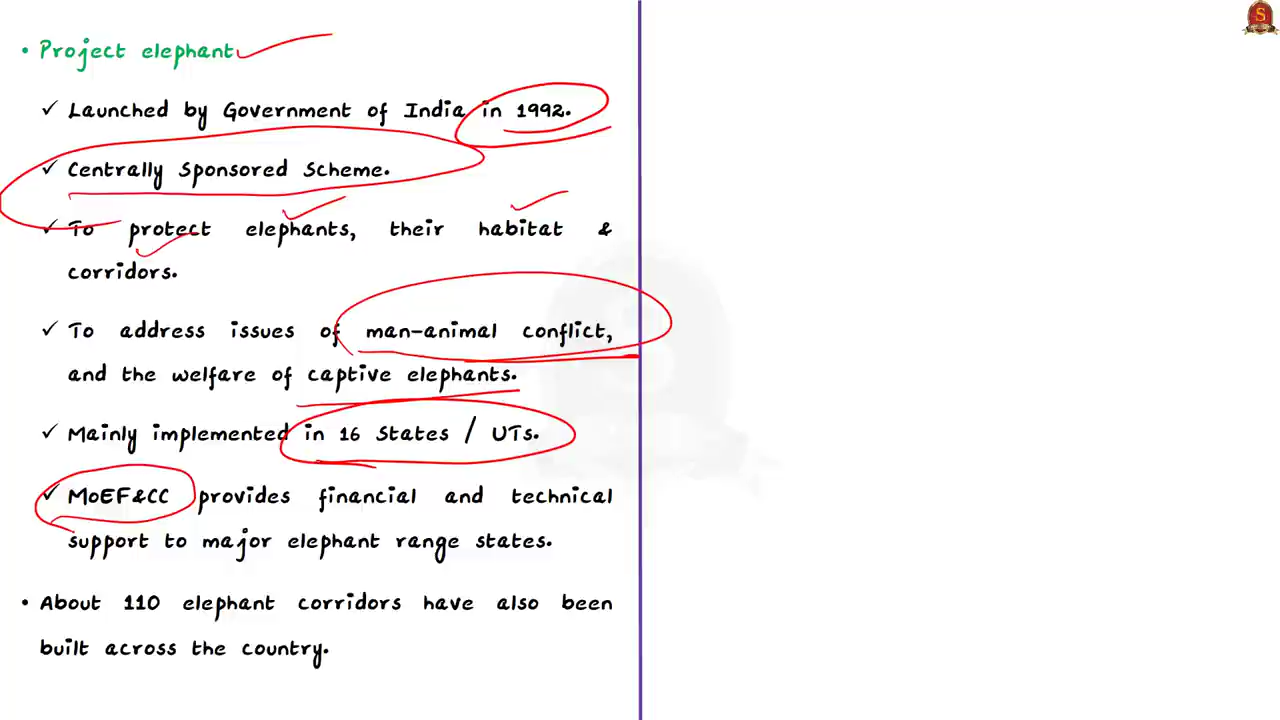 • Project elephant
✓ Launched by Government of India in 1992.
✓ Centrally Sponsored Scheme.
✓ To protect elephants, their habitat &
corridors.
✓ To address issues of man-animal conflict,
and the welfare of captive elephants.
✓ Mainly implemented in 16 States / UTs.
✓ MoEF&CC provides financial and technical
support to major elephant range states.
• About 110 elephant corridors have also been
built across the country.
S